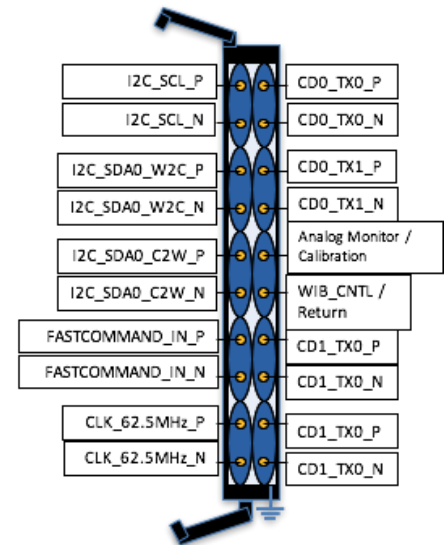 I2C_SCL_P
CD0_TX0_P
I2C_SCL_N
CD0_TX0_N
I2C_SDA0_W2C_P
CD0_TX1_P
I2C_SDA0_W2C_N
CD0_TX1_N
I2C_SDA0_C2W_P
Analog Monitor /
Calibration
I2C_SDA0_C2W_N
WIB_CNTL /
Return
FASTCOMMAND_IN_P
CD1_TX0_P
FASTCOMMAND_IN_N
CD1_TX0_N
CLK_62.5MHz_P
CD1_TX0_P
CLK_62.5MHz_N
CD1_TX0_N